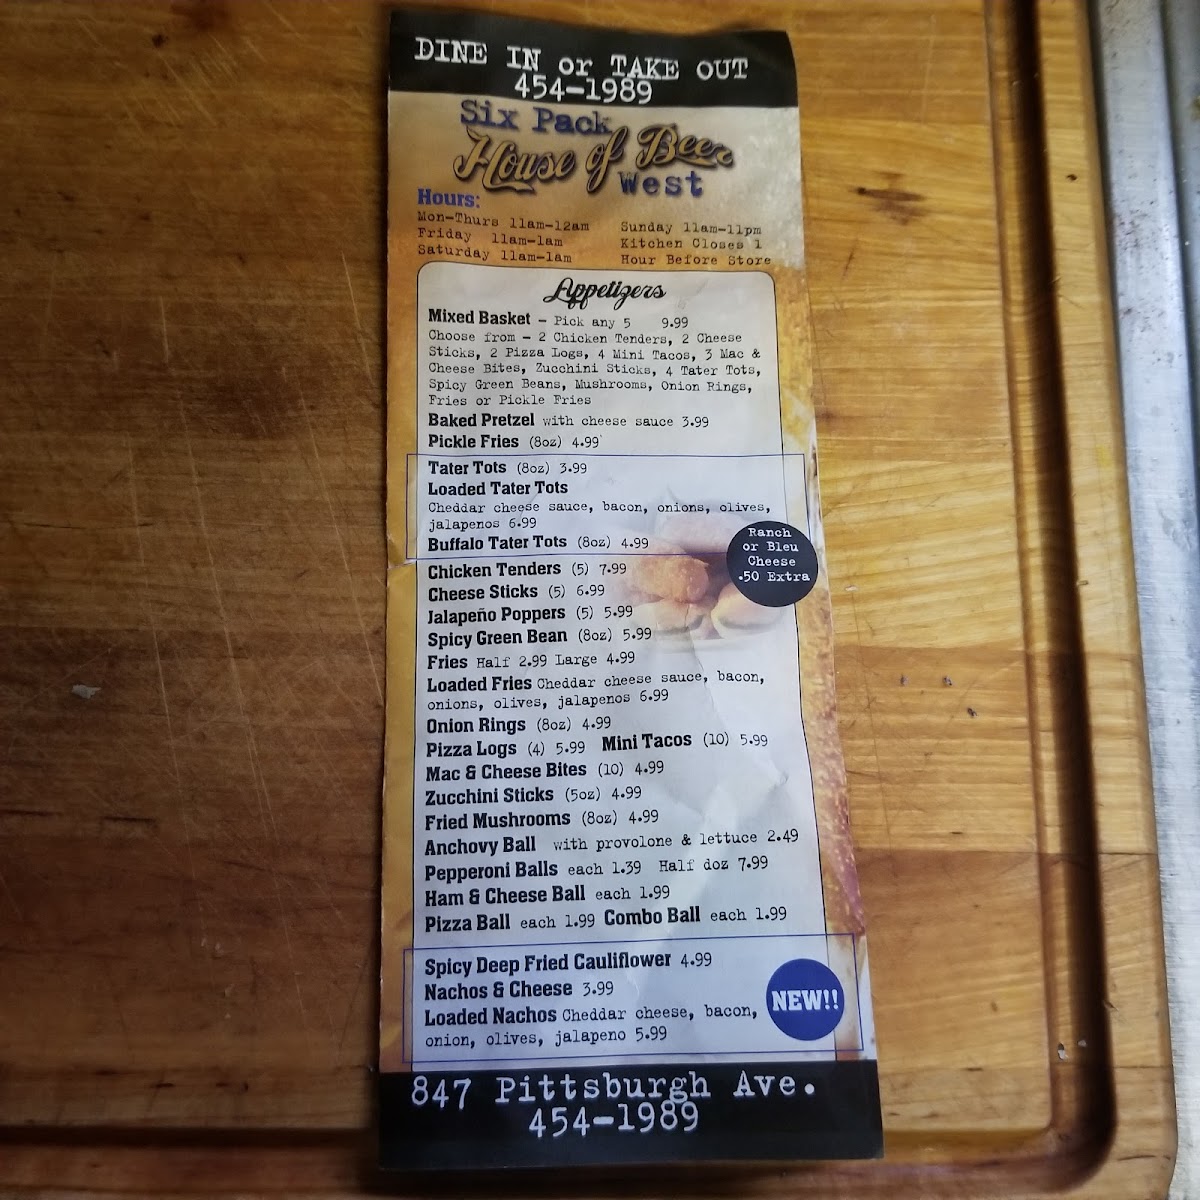 DINE IN or TAKE OUT
454-1989
Six Pack
House of Beer
West
Hours:
Mon-Thurs 11am-12am
Friday 11am-1am
Saturday 11am-1am
Sunday 11am-11pm
Kitchen Closes 1
Hour Before Store
Appetizers
Mixed Basket - Pick any 5 9.99
Choose from - 2 Chicken Tenders, 2 Cheese
Sticks, 2 Pizza Logs, 4 Mini Tacos, 3 Mac &
Cheese Bites, Zucchini Sticks, 4 Tater Tots,
Spicy Green Beans, Mushrooms, Onion Rings,
Fries or Pickle Fries
Baked Pretzel with cheese sauce 3.99
Pickle Fries (8oz) 4.99
Tater Tots (8oz) 3.99
Loaded Tater Tots
Cheddar cheese sauce, bacon, onions, olives,
jalapenos 6.99
Buffalo Tater Tots (8oz) 4.99
Ranch
or Bleu
Cheese
.50 Extra
Chicken Tenders (5) 7.99
Cheese Sticks (5) 6.99
Jalapeño Poppers (5) 5.99
Spicy Green Bean (8oz) 5.99
Fries Half 2.99 Large 4.99
Loaded Fries Cheddar cheese sauce, bacon,
onions, olives, jalapenos 6.99
Onion Rings (8oz) 4.99
Pizza Logs (4) 5.99 Mini Tacos (10) 5.99
Mac & Cheese Bites (10) 4.99
Zucchini Sticks (5oz) 4.99
Fried Mushrooms (8oz) 4.99
Anchovy Ball with provolone & lettuce 2.49
Pepperoni Balls each 1.39 Half doz 7.99
Ham & Cheese Ball each 1.99
Pizza Ball each 1.99 Combo Ball each 1.99
Spicy Deep Fried Cauliflower 4.99
Nachos & Cheese 3.99
Loaded Nachos Cheddar cheese, bacon,
onion, olives, jalapeno 5.99
NEW!!
847 Pittsburgh Ave.
454-1989